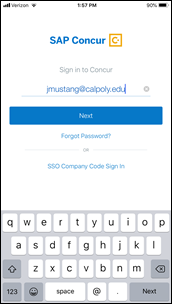 Verizon 1:57 PM 90%
SAP Concur C
Sign in to Concur
jmustang@calpoly.edu
Next
Forgot Password?
OR
SSO Company Code Sign In
q w e r t y u i o p
a s d f g h j k l
z x c v b n m
123 space @ . Next